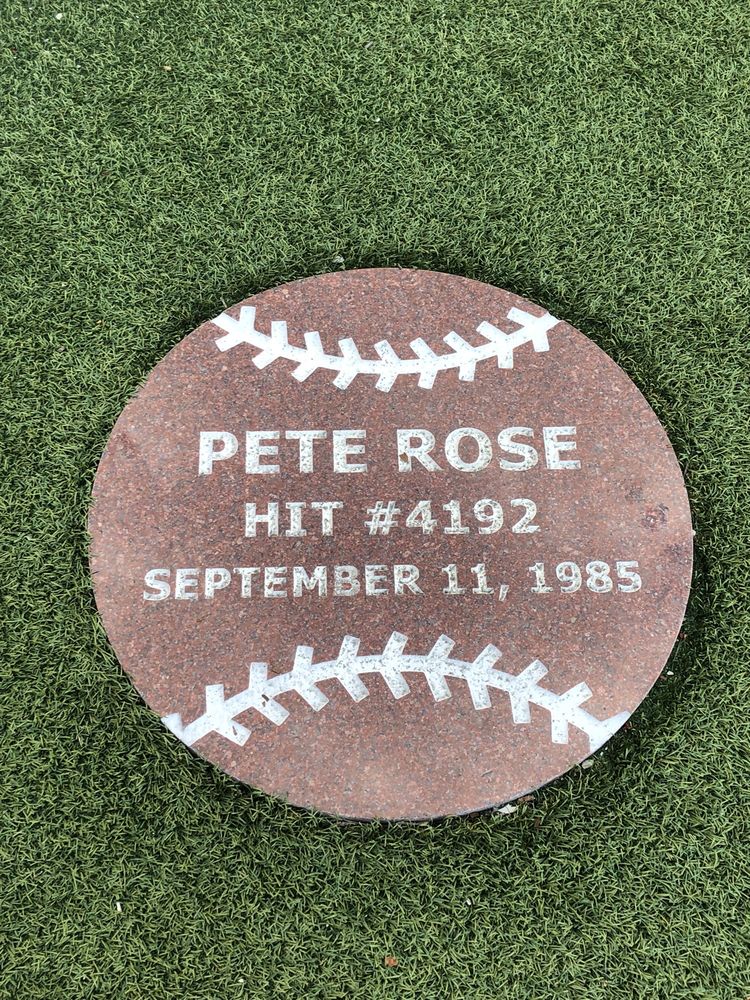 PETE ROSE
HIT #4192
SEPTEMBER 11, 1985